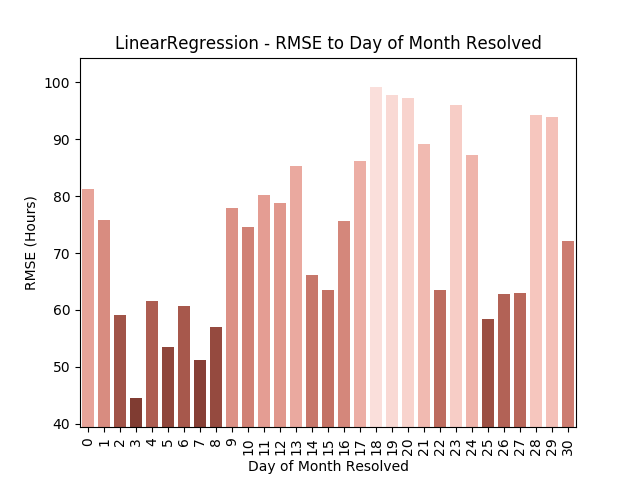 LinearRegression - RMSE to Day of Month Resolved
100
90
80
70
60
50
40
RMSE (Hours)
0 1 2 3 4 5 6 7 8 9 10 11 12 13 14 15 16 17 18 19 20 21 22 23 24 25 26 27 28 29 30
Day of Month Resolved